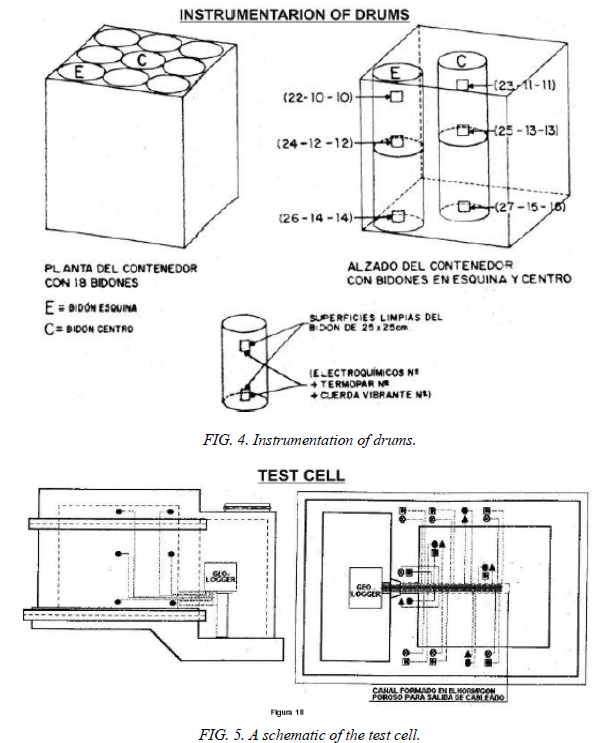 INSTRUMENTARION OF DRUMS
E
C
E
C
(22-10-10)
(23-11-11)
(24-12-12)
(25-13-13)
(26-14-14)
(27-15-15)
PLANTA DEL CONTENEDOR
CON 18 BIDONES
E = BIDÓN ESQUINA
C = BIDÓN CENTRO
ALZADO DEL CONTENEDOR
CON BIDONES EN ESQUINA Y CENTRO
SUPERFICIES LIMPIAS DEL
BIDON DE 25 x 25cm.
(ELECTROQUÍMICOS Nº
+ TERMOPAR Nº
+ CUERDA VIBRANTE Nº)
FIG. 4. Instrumentation of drums.
TEST CELL
GEO-
LOGGER
GEO.
LOGGER
CANAL FORMADO EN EL HORMIGON
POROSO PARA SALIBA DE CABLEADO
Figura 18
FIG. 5. A schematic of the test cell.